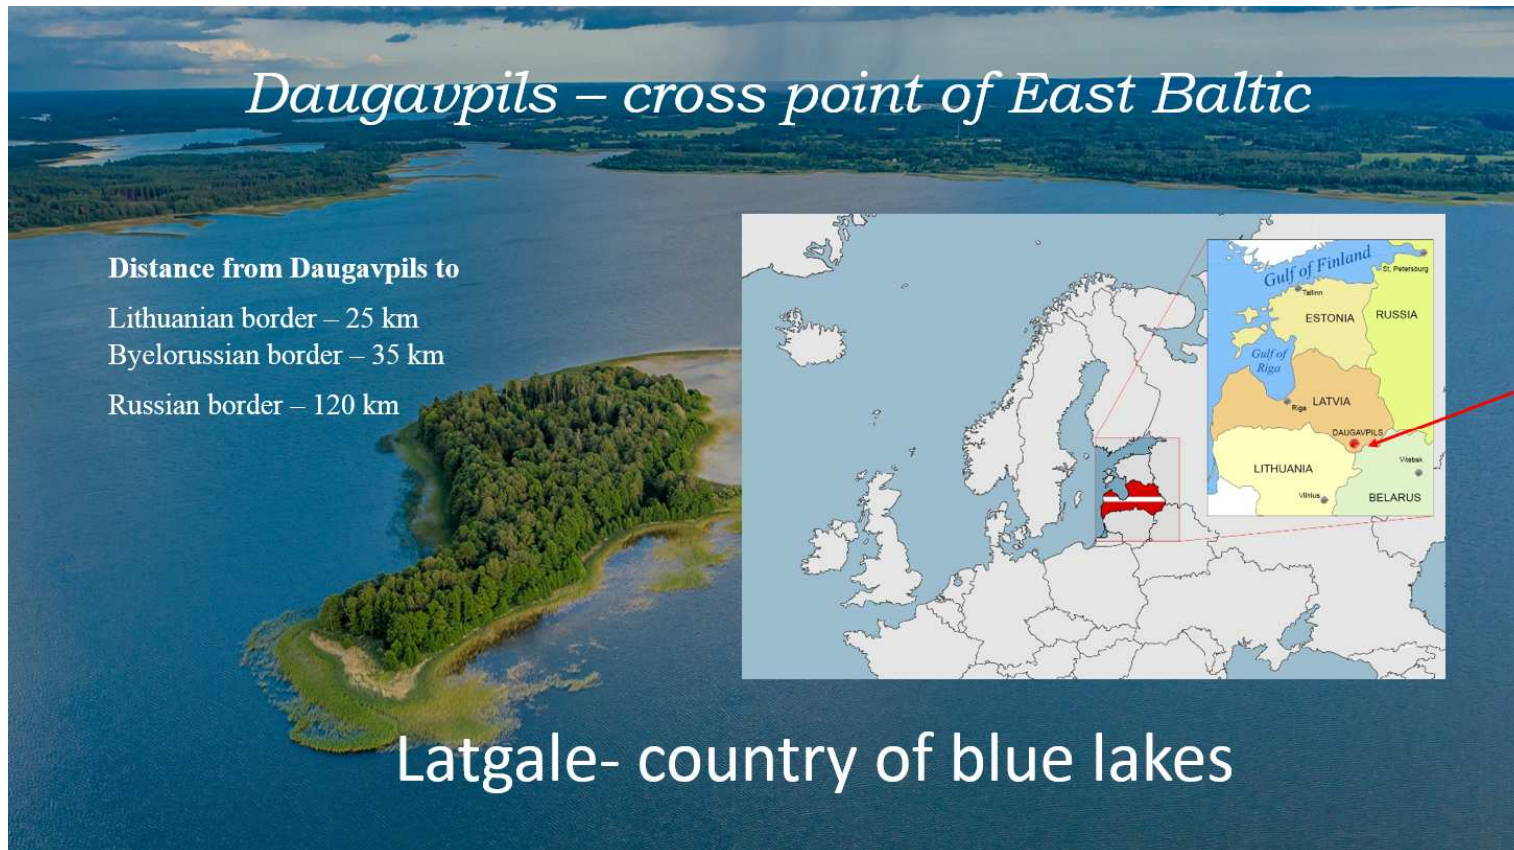 Daugavpils – cross point of East Baltic
Distance from Daugavpils to
Lithuanian border – 25 km
Byelorussian border – 35 km
Russian border – 120 km
Gulf of Finland
St. Petersburg
Tallinn
ESTONIA
RUSSIA
Gulf of
Riga
LATVIA
Riga
DAUGAVPILS
LITHUANIA
Vitebsk
Vilnius
BELARUS
Latgale- country of blue lakes